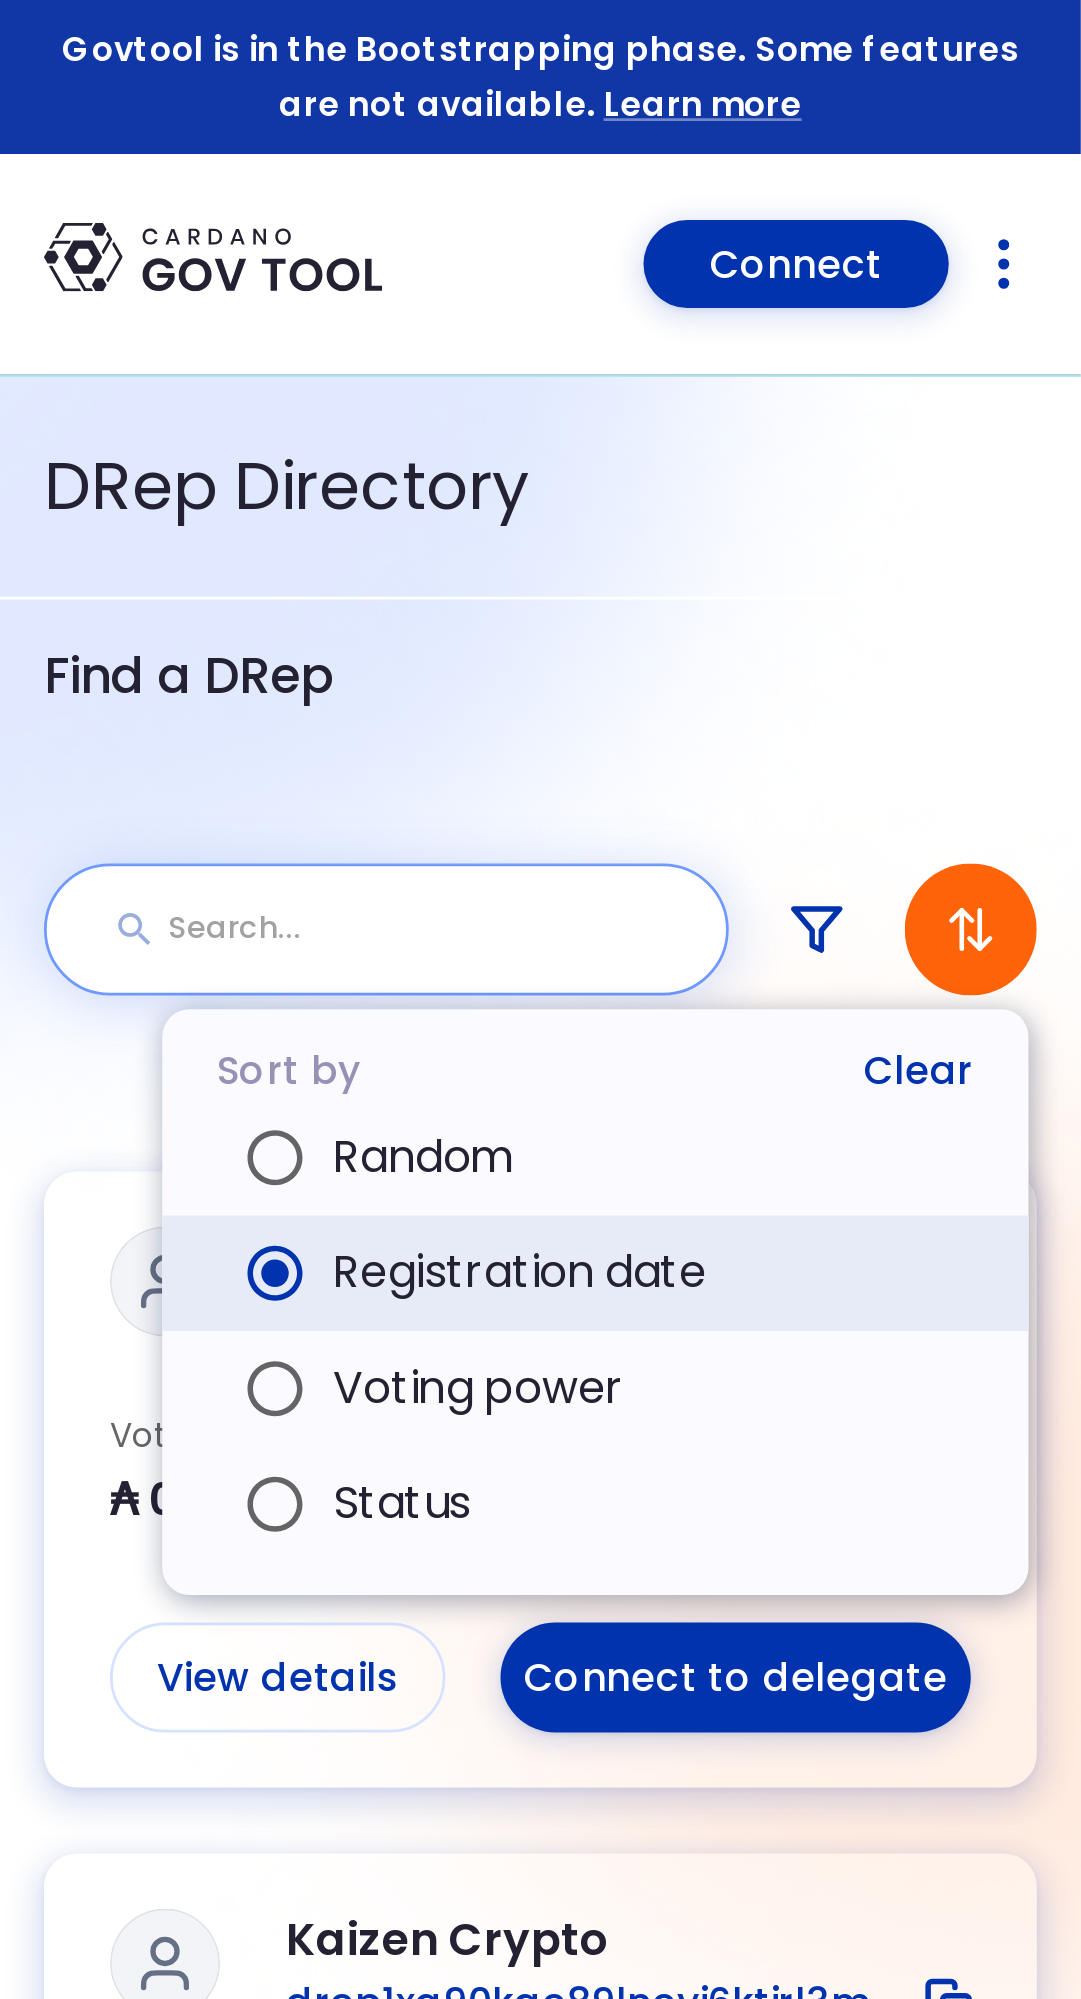 Govtool is in the Bootstrapping phase. Some features
are not available. Learn more
CARDANO
GOV TOOL
Connect
DRep Directory
Find a DRep
Search...
Sort by
Clear
Random
Registration date
Voting power
Status
Vot
₳
View details
Connect to delegate
Kaizen Crypto